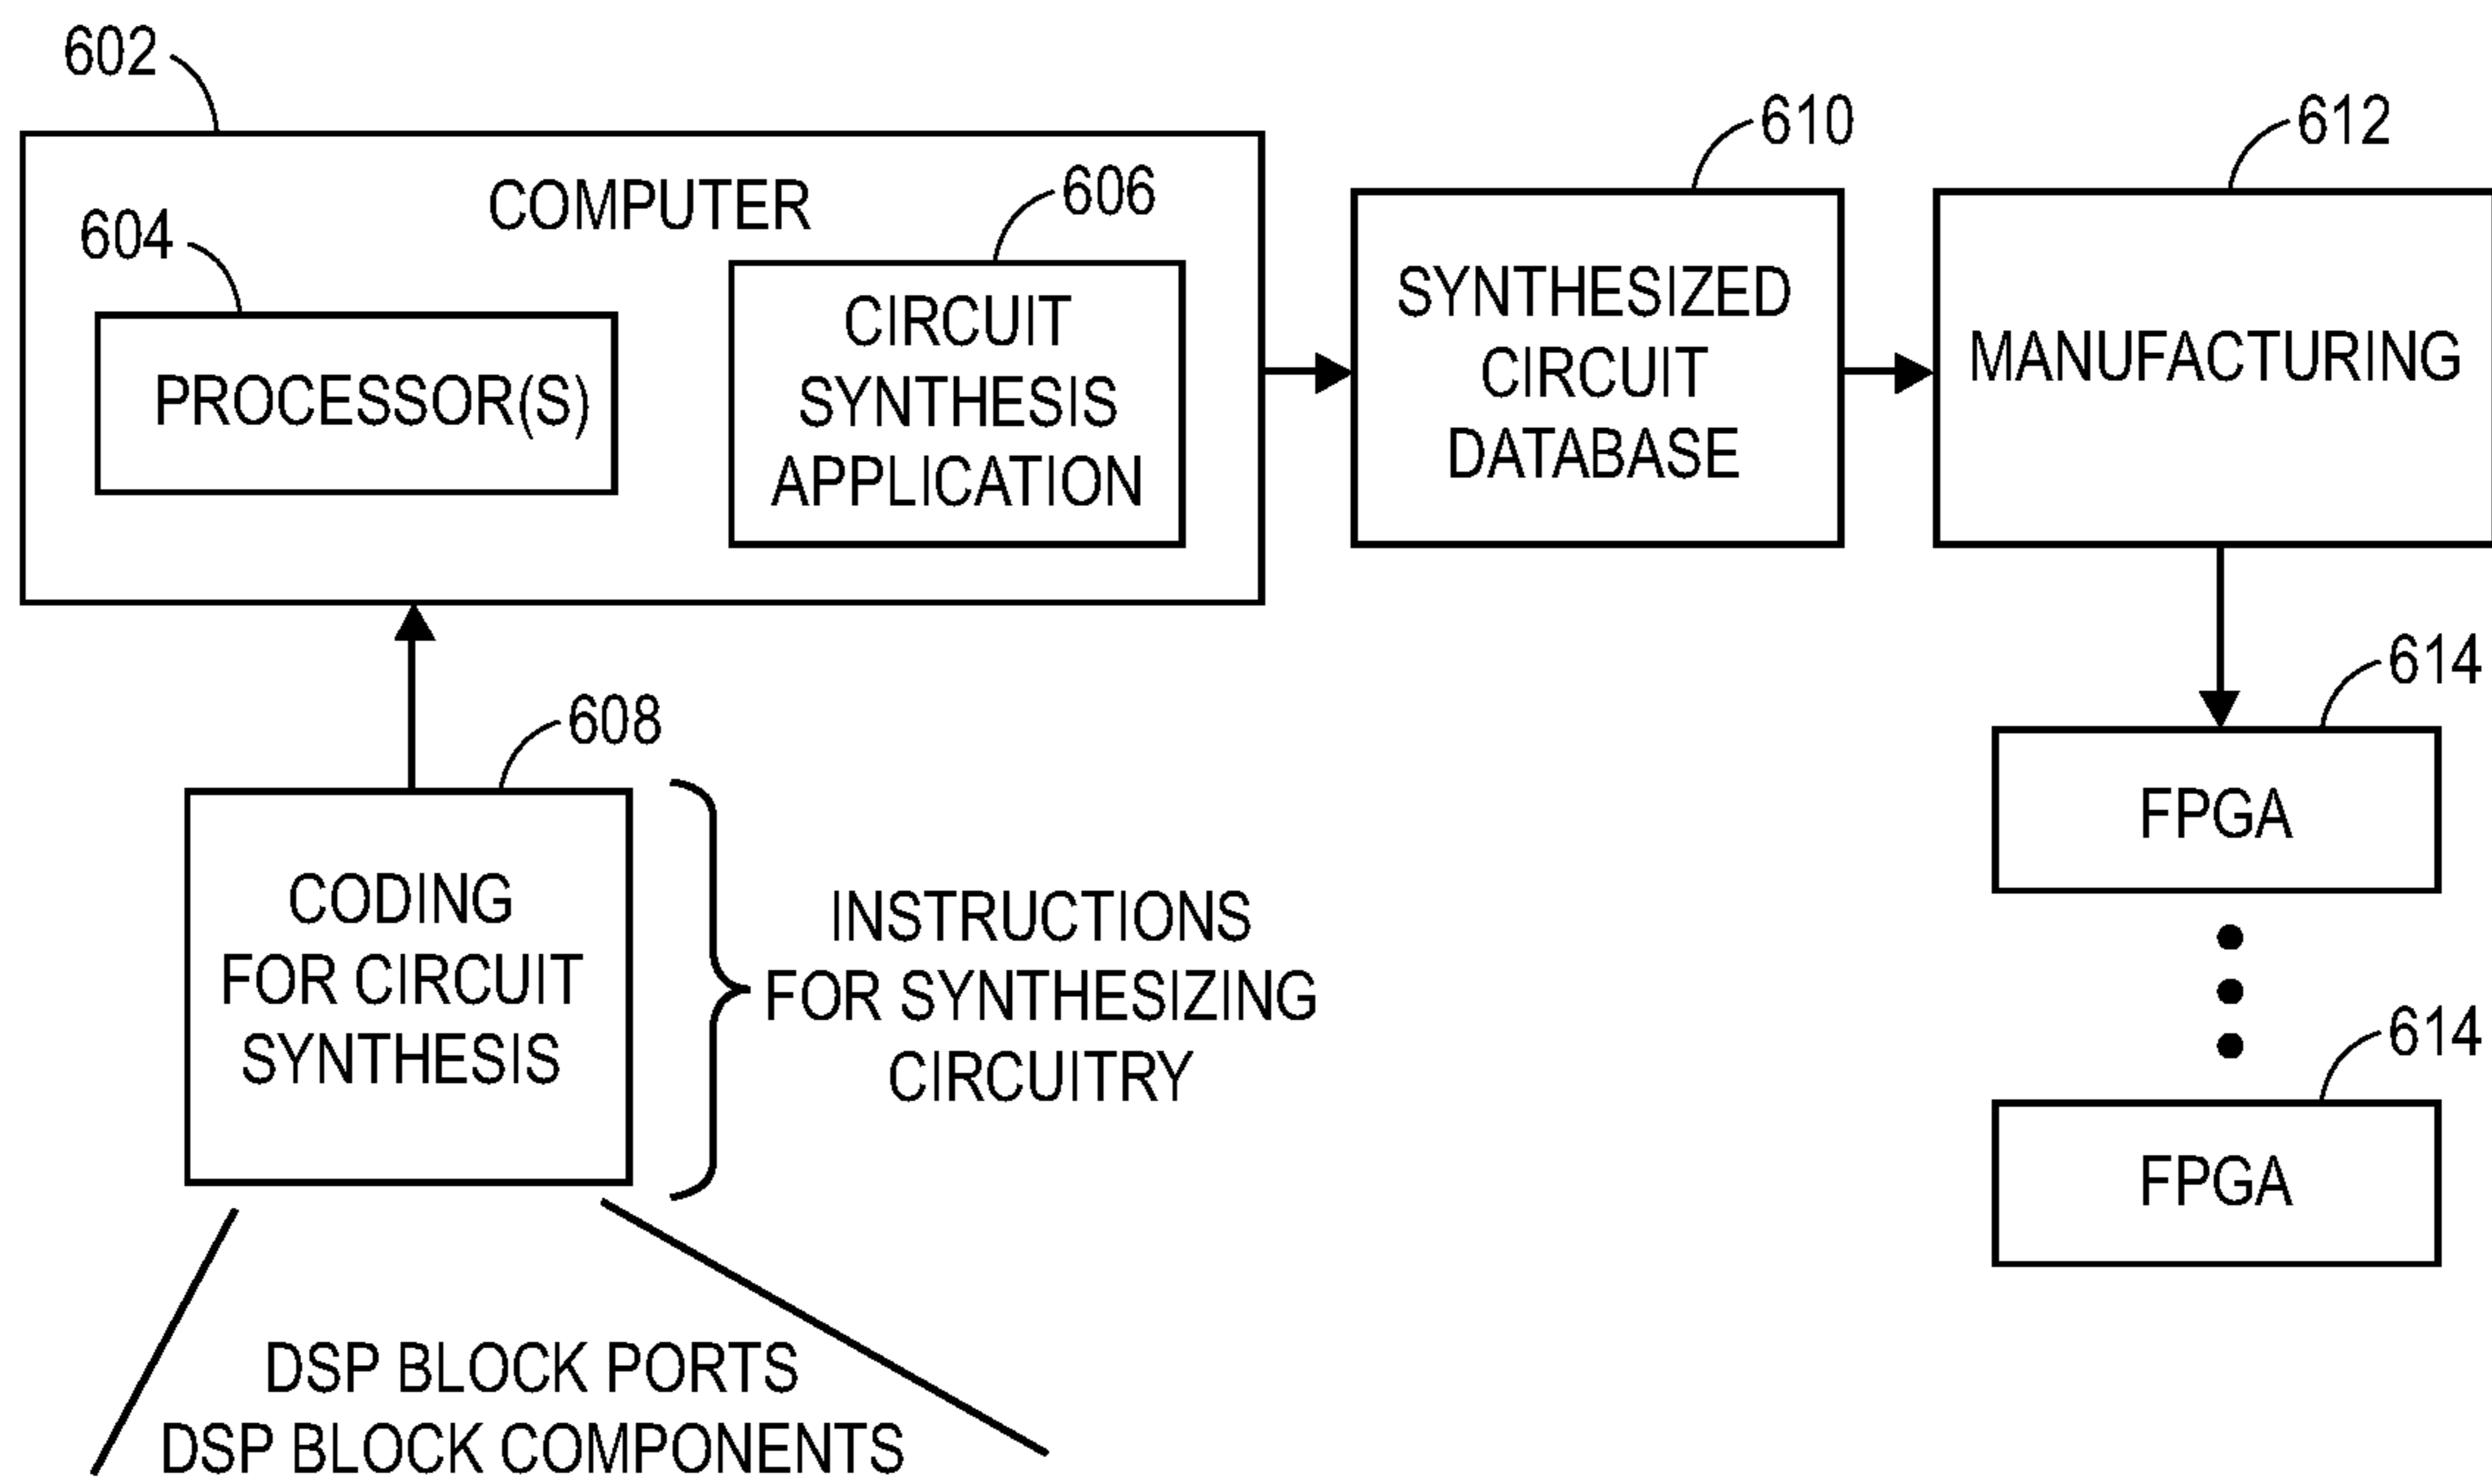 602
COMPUTER
604
PROCESSOR(S)
606
CIRCUIT
SYNTHESIS
APPLICATION
610
SYNTHESIZED
CIRCUIT
DATABASE
612
MANUFACTURING
614
FPGA
614
FPGA
608
CODING
FOR CIRCUIT
SYNTHESIS
INSTRUCTIONS
FOR SYNTHESIZING
CIRCUITRY
DSP BLOCK PORTS
DSP BLOCK COMPONENTS